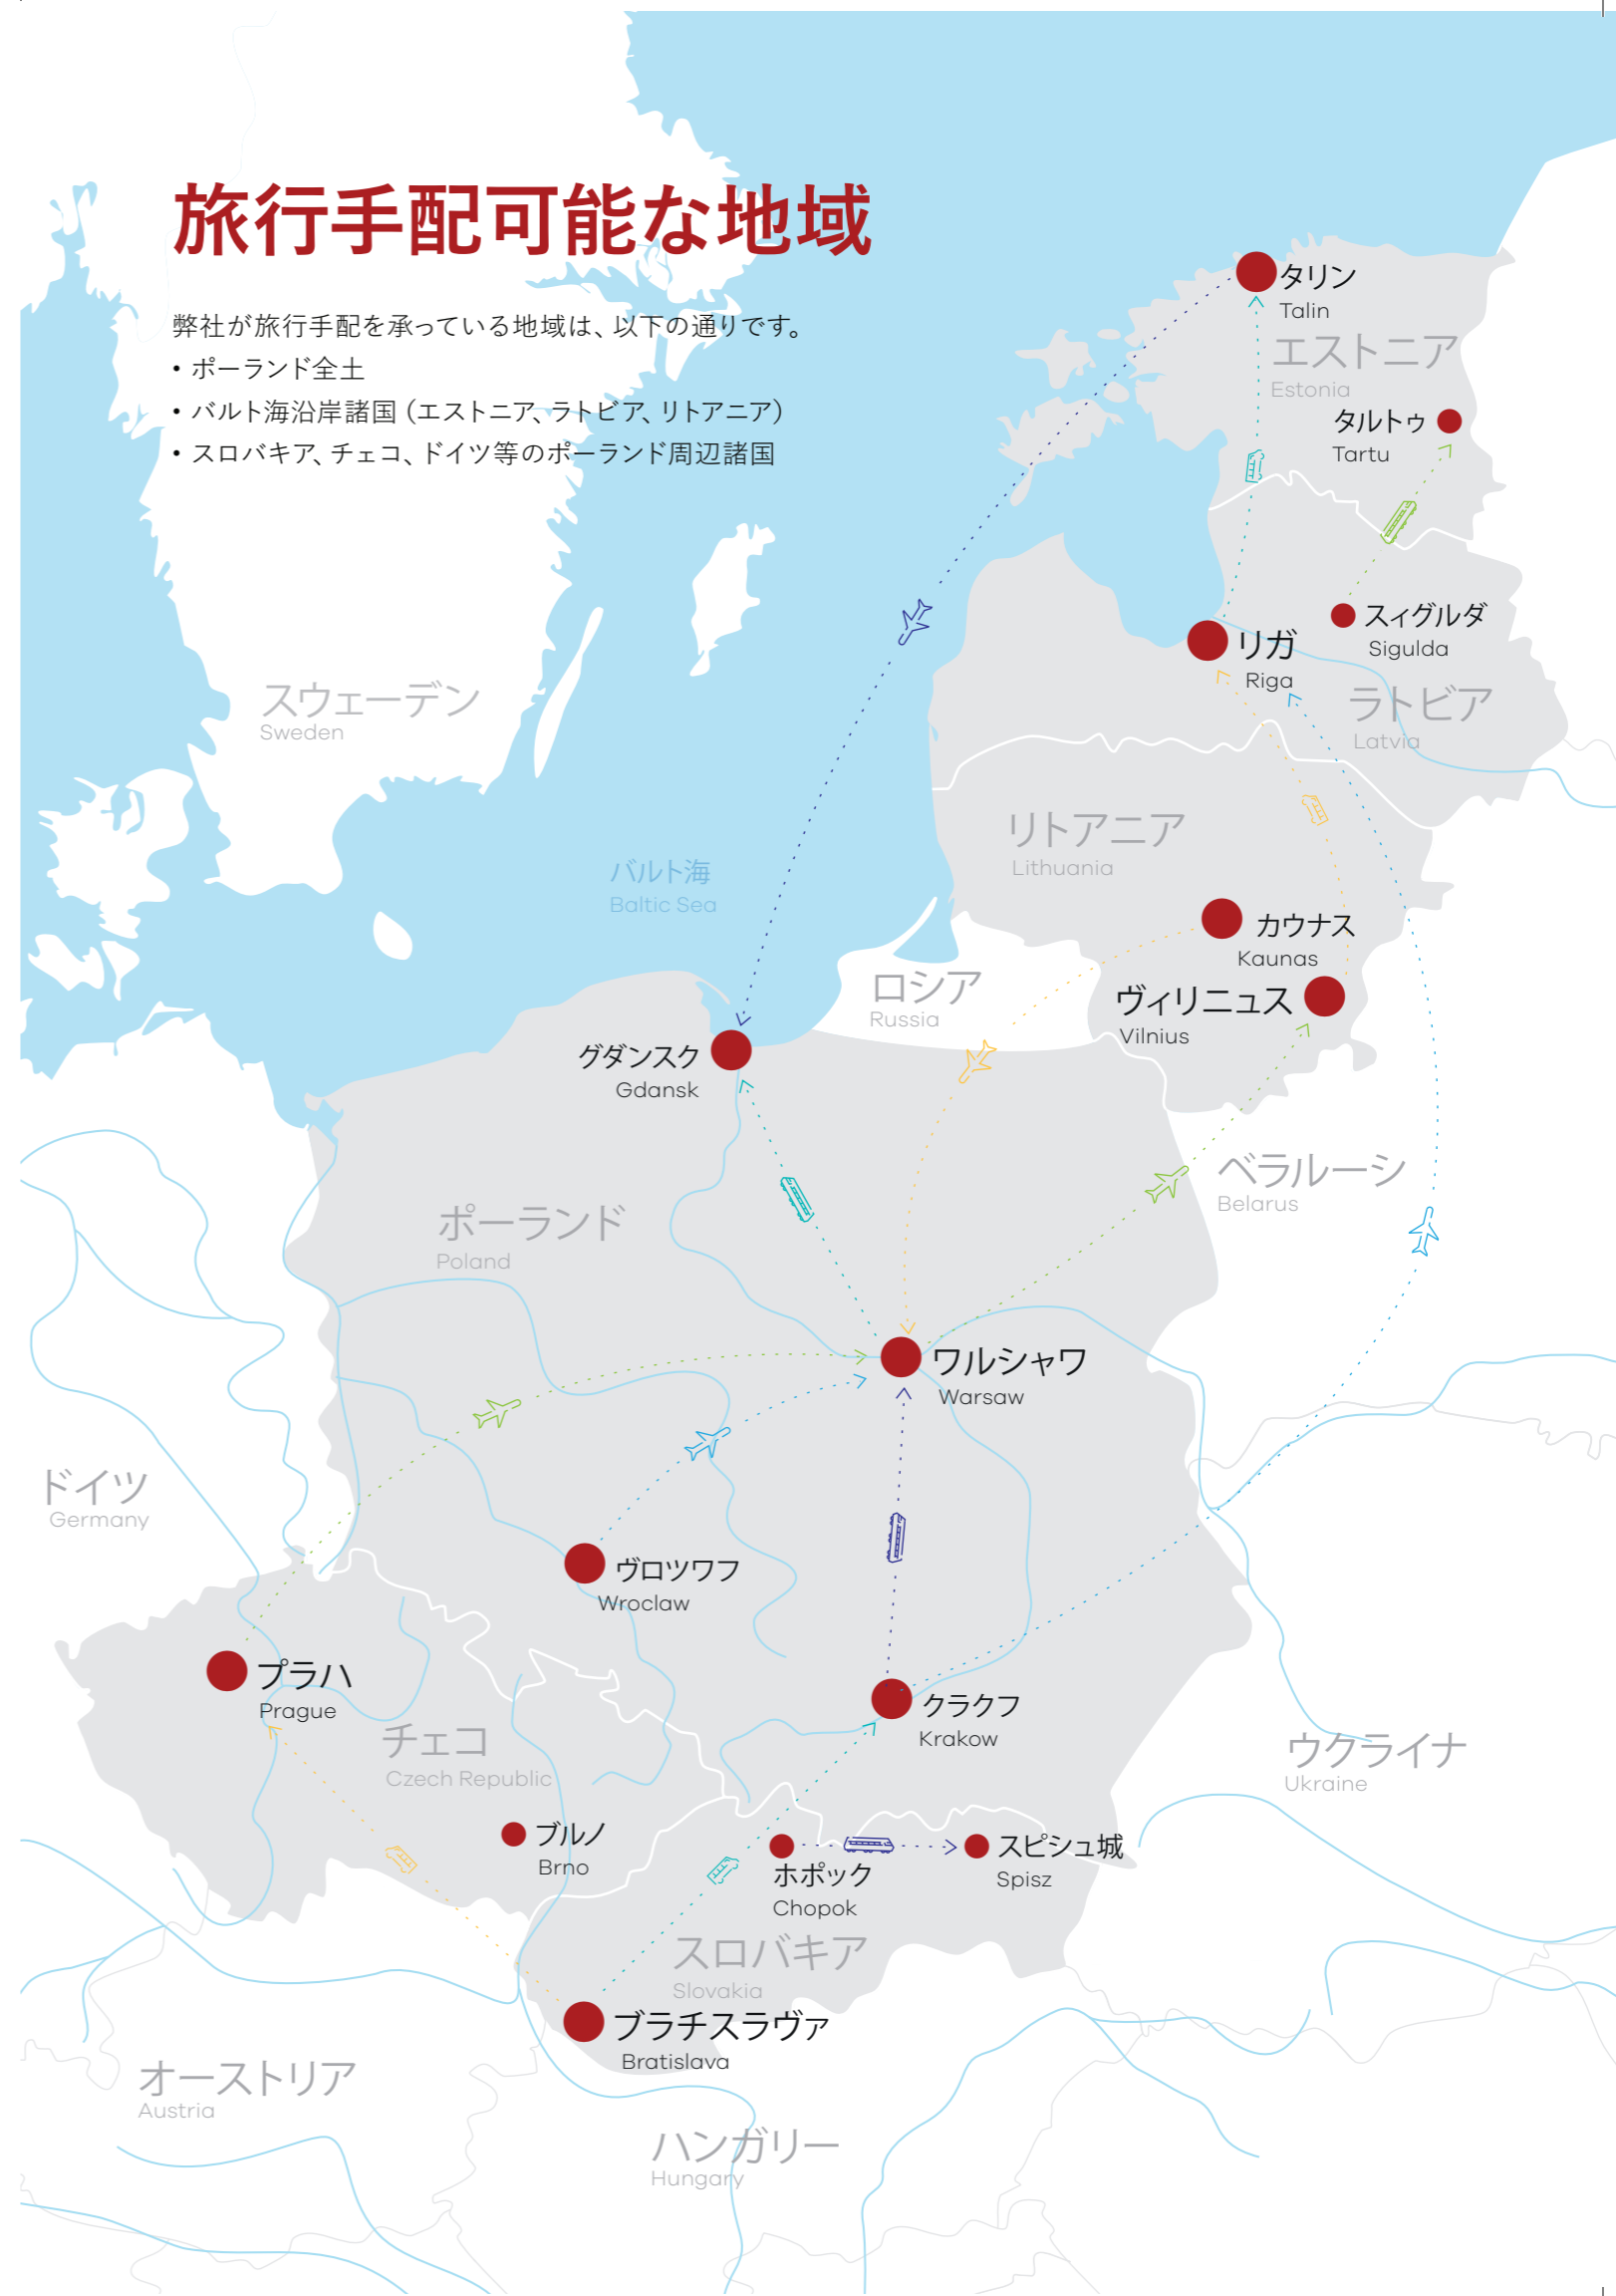 旅行手配可能な地域
弊社が旅行手配を承っている地域は、以下の通りです。
• ポーランド全土
• バルト海沿岸諸国（エストニア、ラトビア、リトアニア）
• スロバキア、チェコ、ドイツ等のポーランド周辺諸国
タリン
Talin
エストニア
Estonia
タルトゥ
Tartu
スィグルダ
Sigulda
リガ
Riga
ラトビア
Latvia
スウェーデン
Sweden
リトアニア
Lithuania
バルト海
Baltic Sea
カウナス
Kaunas
ロシア
Russia
ヴィリニュス
Vilnius
グダンスク
Gdansk
ベラルーシ
Belarus
ポーランド
Poland
ワルシャワ
Warsaw
ドイツ
Germany
ヴロツワフ
Wroclaw
プラハ
Prague
クラクフ
Krakow
チェコ
Czech Republic
ウクライナ
Ukraine
ブルノ
Brno
ホポック
Chopok
スピシュ城
Spisz
スロバキア
Slovakia
ブラチスラヴァ
Bratislava
オーストリア
Austria
ハンガリー
Hungary